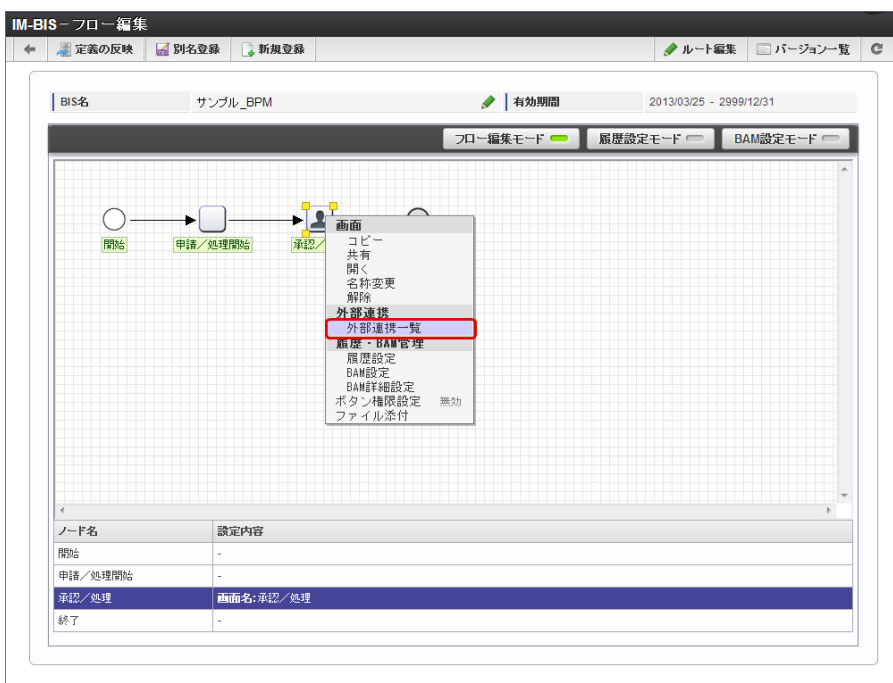 IM-BIS－フロー編集
定義の反映 別名登録 新規登録 ルート編集 バージョン一覧
BIS名 サンプル_BPM 有効期間 2013/03/25 - 2999/12/31
フロー編集モード 履歴設定モード BAM設定モード
開始 申請／処理開始 承認／
画面
コピー
共有
開く
名称変更
解除
外部連携
外部連携一覧
履歴・BAM管理
履歴設定
BAM設定
BAM詳細設定
ボタン権限設定 無効
ファイル添付
ノード名 設定内容
開始 -
申請／処理開始 -
承認／処理 画面名:承認／処理
終了 -